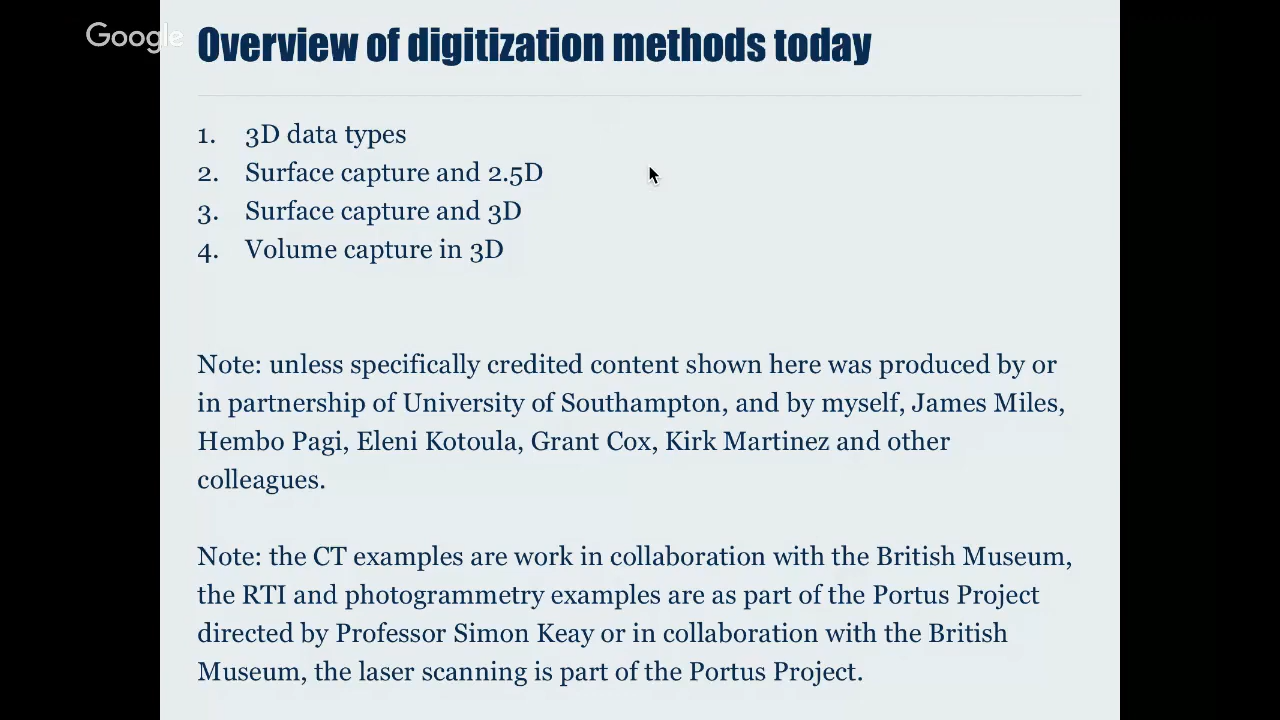 Google
Overview of digitization methods today
1. 3D data types
2. Surface capture and 2.5D
3. Surface capture and 3D
4. Volume capture in 3D
Note: unless specifically credited content shown here was produced by or
in partnership of University of Southampton, and by myself, James Miles,
Hembo Pagi, Eleni Kotoula, Grant Cox, Kirk Martinez and other
colleagues.
Note: the CT examples are work in collaboration with the British Museum,
the RTI and photogrammetry examples are as part of the Portus Project
directed by Professor Simon Keay or in collaboration with the British
Museum, the laser scanning is part of the Portus Project.